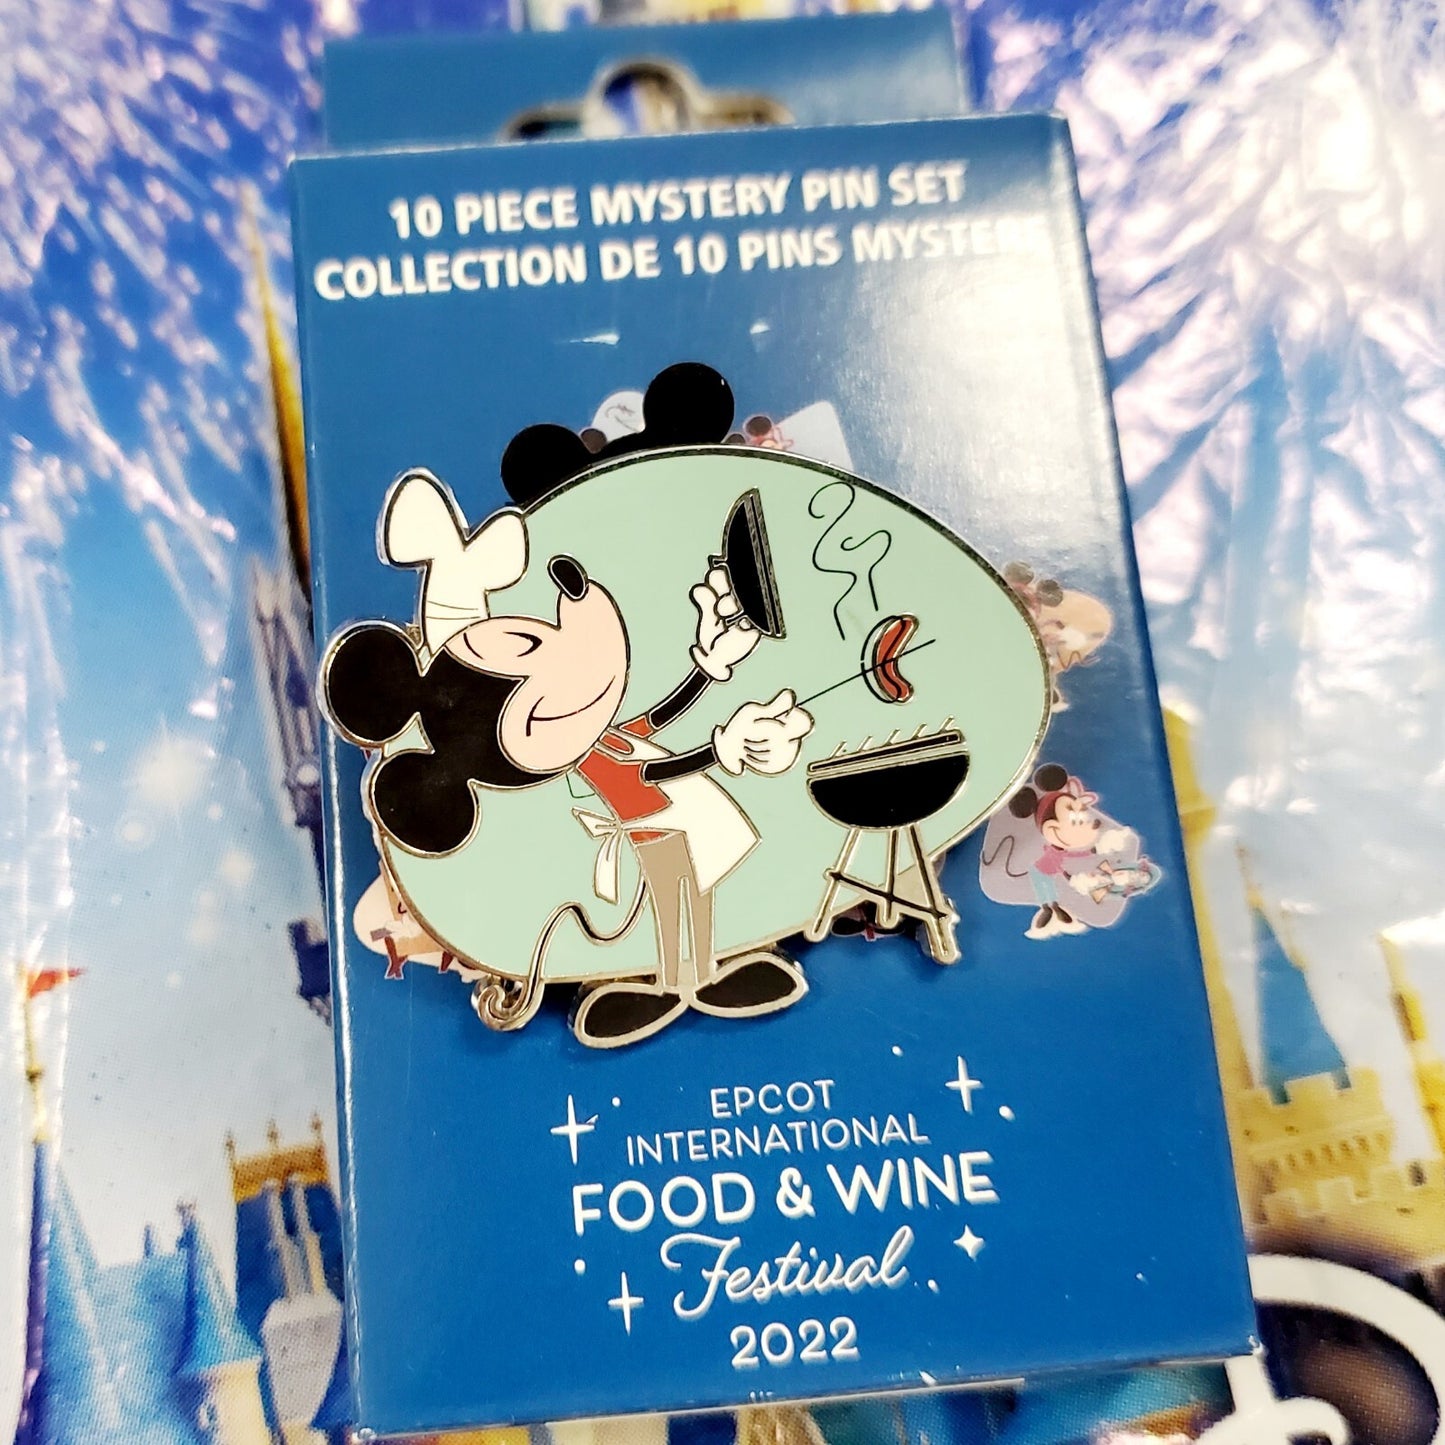 10 PIECE MYSTERY PIN SET
COLLECTION DE 10 PINS
EPCOT
INTERNATIONAL
FOOD & WINE
Festival
2022